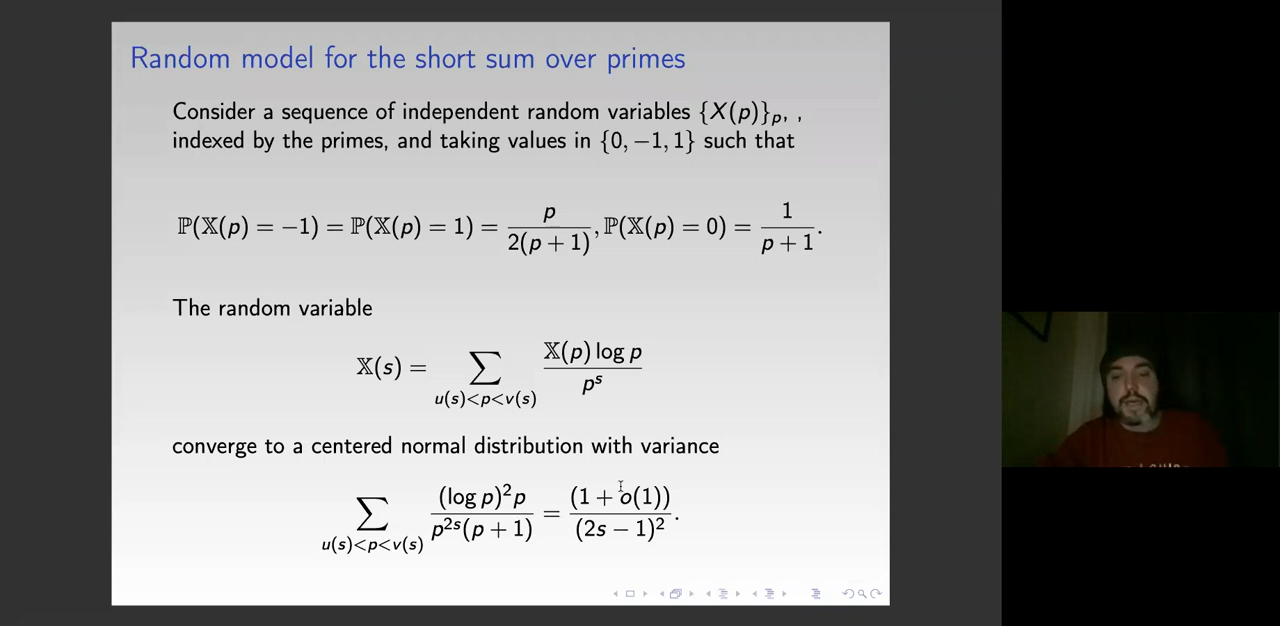 Random model for the short sum over primes
Consider a sequence of independent random variables {X(p)}_p, ,
indexed by the primes, and taking values in {0, −1, 1} such that
ℙ(𝕏(p) = −1) = ℙ(𝕏(p) = 1) = p / 2(p + 1), ℙ(𝕏(p) = 0) = 1 / p + 1.
The random variable
𝕏(s) = ∑_{u(s)<p<v(s)} 𝕏(p) log p / p^s
converge to a centered normal distribution with variance
∑_{u(s)<p<v(s)} (log p)²p / p^{2s}(p + 1) = (1 + o(1)) / (2s − 1)².